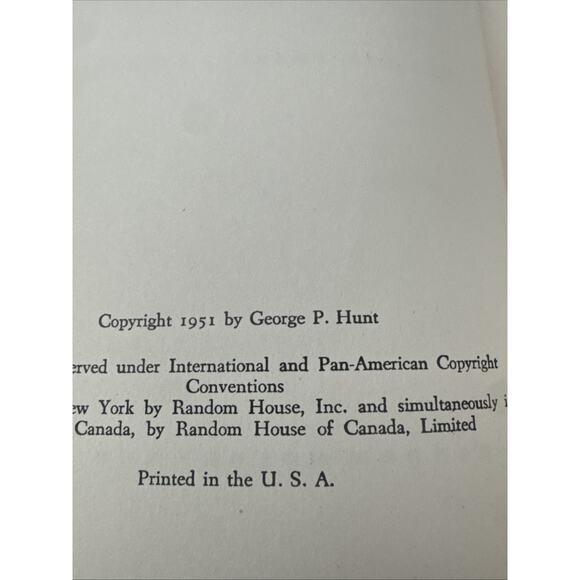 Copyright 1951 by George P. Hunt
erved under International and Pan-American Copyright
Conventions
ew York by Random House, Inc. and simultaneously i
Canada, by Random House of Canada, Limited
Printed in the U. S. A.